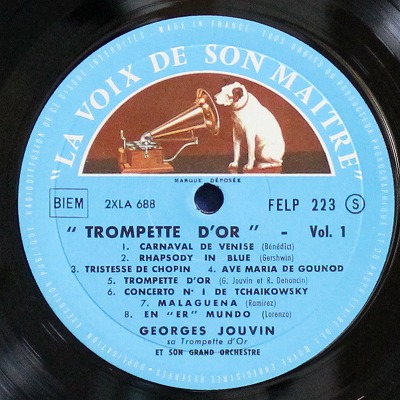 MADE IN FRANCE
"LA VOIX DE SON MAITRE"
MARQUE DÉPOSÉE
BIEM 2XLA 688 FELP 223 S
" TROMPETTE D'OR " - Vol. 1
1. CARNAVAL DE VENISE (Bénédict)
2. RHAPSODY IN BLUE (Gershwin)
3. TRISTESSE DE CHOPIN 4. AVE MARIA DE GOUNOD
5. TROMPETTE D'OR (G. Jouvin et R. Denoncin)
6. CONCERTO N° 1 DE TCHAIKOWSKY
7. MALAGUENA (Ramirez)
8. EN "ER" MUNDO (Lorenzo)
GEORGES JOUVIN
sa Trompette d'Or
ET SON GRAND ORCHESTRE